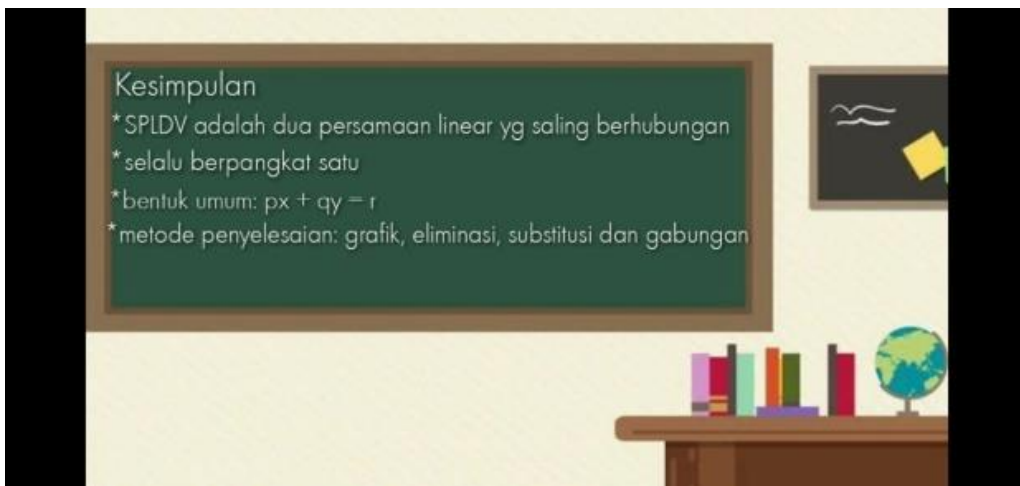 Kesimpulan
*SPLDV adalah dua persamaan linear yg saling berhubungan
*selalu berpangkat satu
*bentuk umum: px + qy = r
*metode penyelesaian: grafik, eliminasi, substitusi dan gabungan